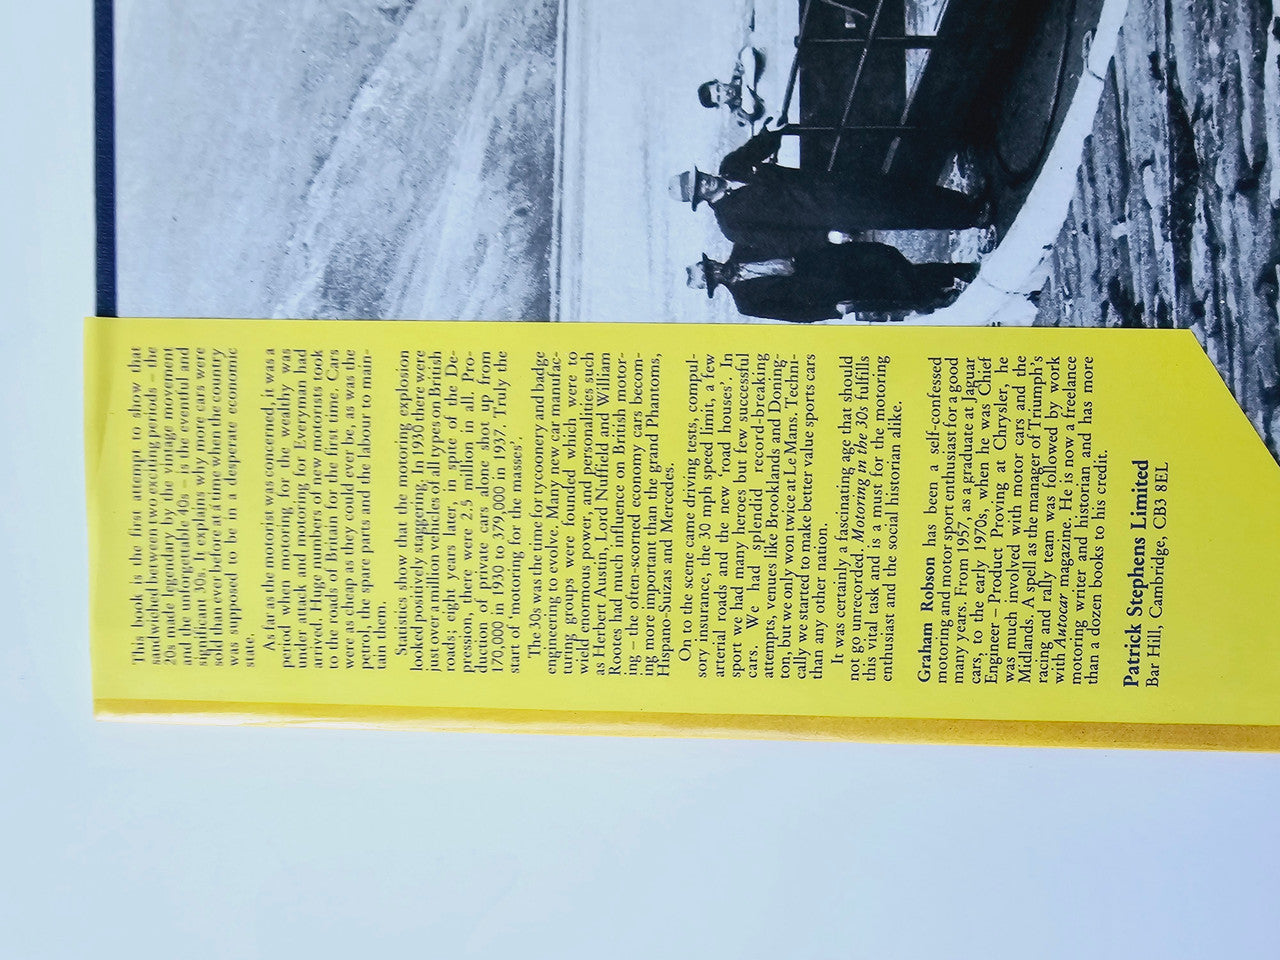 This book is the first attempt to show that
sandwiched between two exciting periods – the
20s made legendary by the vintage movement
and the unforgettable 40s – is the eventful and
significant 30s. It explains why more cars were
sold than ever before at a time when the country
was supposed to be in a desperate economic
state.
As far as the motorist was concerned, it was a
period when motoring for the wealthy was
under attack and motoring for Everyman had
arrived. Huge numbers of new motorists took
to the roads of Britain for the first time. Cars
were as cheap as they could ever be, as was the
petrol, the spare parts and the labour to main-
tain them.
Statistics show that the motoring explosion
looked positively staggering. In 1930 there were
just over a million vehicles of all types on British
roads; eight years later, in spite of the De-
pression, there were 2.5 million in all. Pro-
duction of private cars alone shot up from
170,000 in 1930 to 379,000 in 1937. Truly the
start of 'motoring for the masses'.
The 30s was the time for tycoonery and badge
engineering to evolve. Many new car manufac-
turing groups were founded which were to
wield enormous power, and personalities such
as Herbert Austin, Lord Nuffield and William
Rootes had much influence on British motor-
ing – the often-scorned economy cars becom-
ing more important than the grand Phantoms,
Hispano-Suizas and Mercedes.
On to the scene came driving tests, compul-
sory insurance, the 30 mph speed limit, a few
arterial roads and the new 'road houses'. In
sport we had many heroes but few successful
cars. We had splendid record-breaking
attempts, venues like Brooklands and Doning-
ton, but we only won twice at Le Mans. Techni-
cally we started to make better value sports cars
than any other nation.
It was certainly a fascinating age that should
not go unrecorded. Motoring in the 30s fulfills
this vital task and is a must for the motoring
enthusiast and the social historian alike.
Graham Robson has been a self-confessed
motoring and motor sport enthusiast for a good
many years. From 1957, as a graduate at Jaguar
cars, to the early 1970s, when he was Chief
Engineer – Product Proving at Chrysler, he
was much involved with motor cars and the
Midlands. A spell as the manager of Triumph's
racing and rally team was followed by work
with Autocar magazine. He is now a freelance
motoring writer and historian and has more
than a dozen books to his credit.
Patrick Stephens Limited
Bar Hill, Cambridge, CB3 8EL